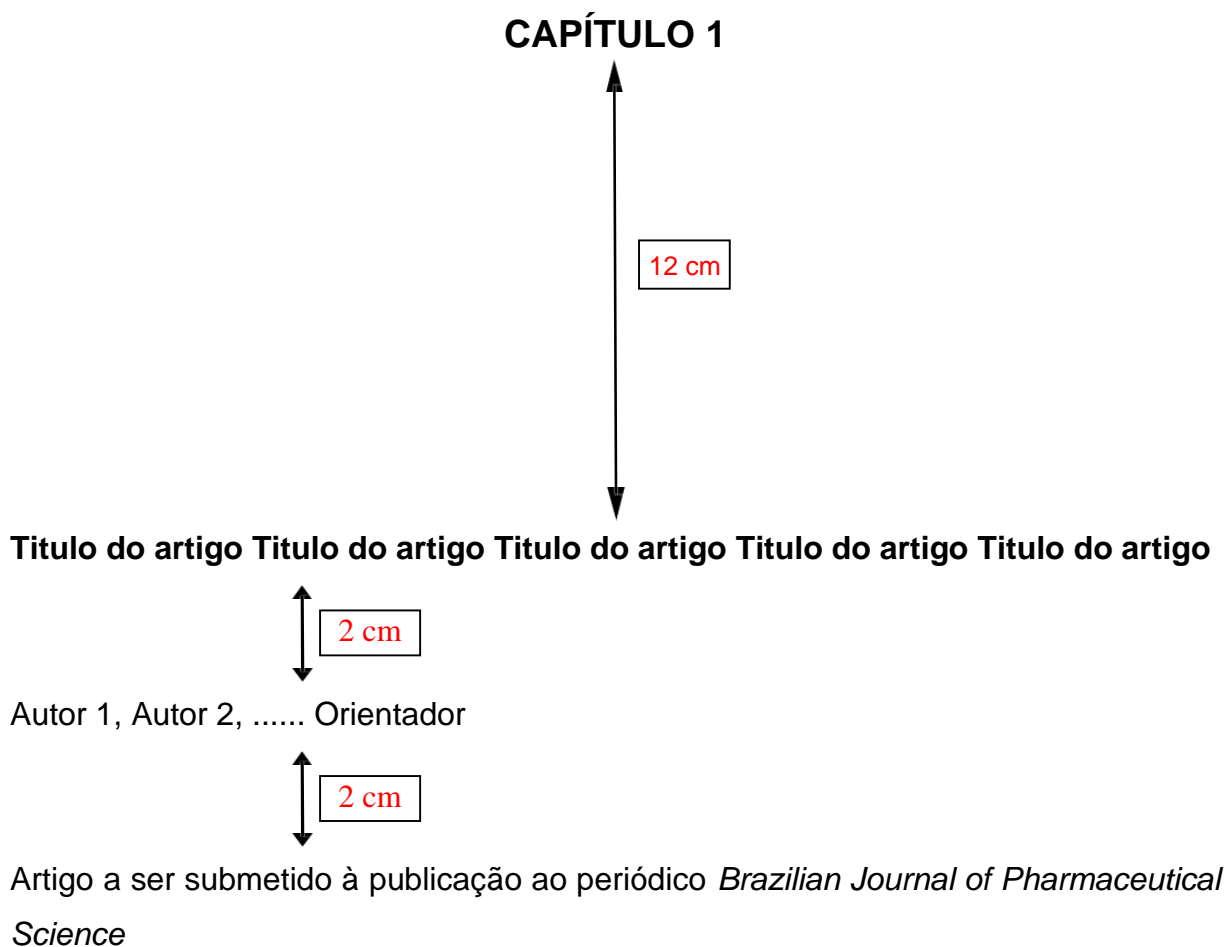 CAPÍTULO 1
12 cm
Titulo do artigo Titulo do artigo Titulo do artigo Titulo do artigo Titulo do artigo
2 cm
Autor 1, Autor 2, ...... Orientador
2 cm
Artigo a ser submetido à publicação ao periódico Brazilian Journal of Pharmaceutical
Science